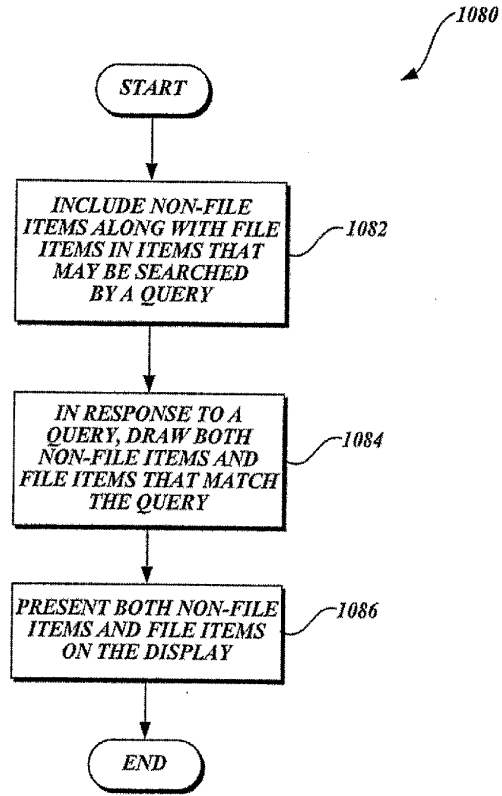 1080
START
INCLUDE NON-FILE
ITEMS ALONG WITH FILE
ITEMS IN ITEMS THAT
MAY BE SEARCHED
BY A QUERY
1082
IN RESPONSE TO A
QUERY, DRAW BOTH
NON-FILE ITEMS AND
FILE ITEMS THAT MATCH
THE QUERY
1084
PRESENT BOTH NON-FILE
ITEMS AND FILE ITEMS
ON THE DISPLAY
1086
END